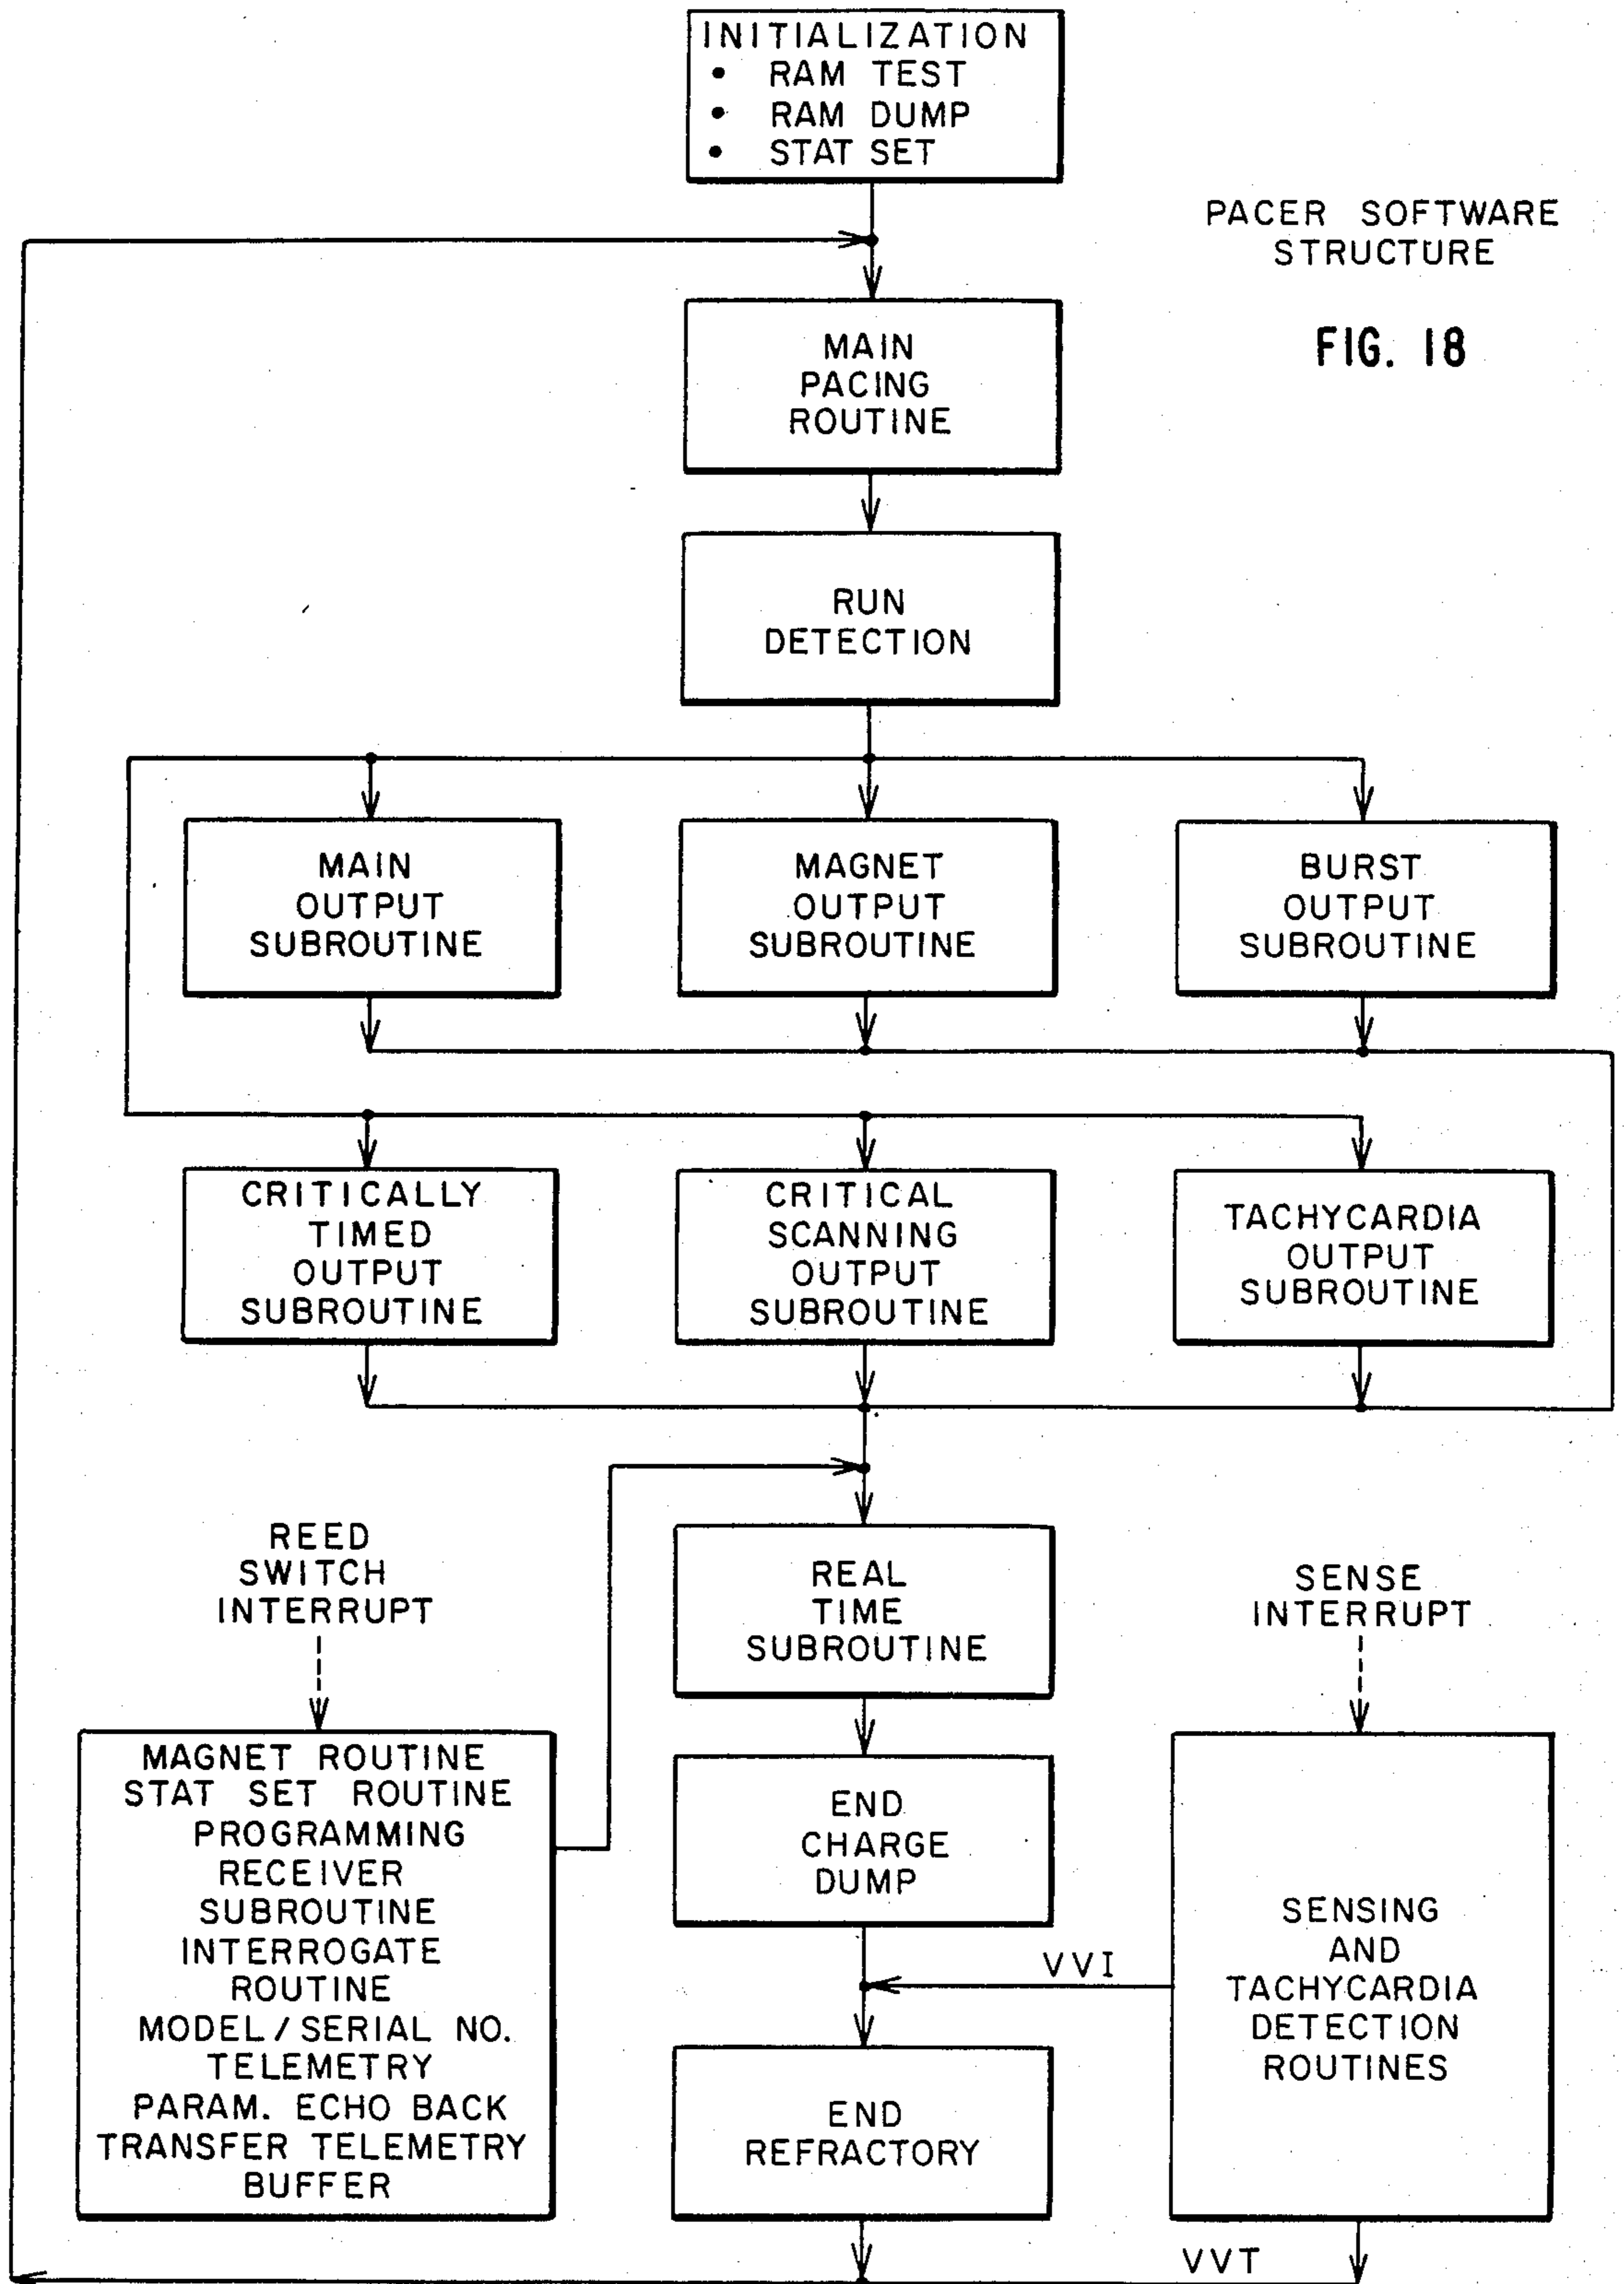 INITIALIZATION
• RAM TEST
• RAM DUMP
• STAT SET
PACER SOFTWARE
STRUCTURE
FIG. 18
MAIN
PACING
ROUTINE
RUN
DETECTION
MAIN
OUTPUT
SUBROUTINE
MAGNET
OUTPUT
SUBROUTINE
BURST
OUTPUT
SUBROUTINE
CRITICALLY
TIMED
OUTPUT
SUBROUTINE
CRITICAL
SCANNING
OUTPUT
SUBROUTINE
TACHYCARDIA
OUTPUT
SUBROUTINE
REED
SWITCH
INTERRUPT
REAL
TIME
SUBROUTINE
SENSE
INTERRUPT
MAGNET ROUTINE
STAT SET ROUTINE
PROGRAMMING
RECEIVER
SUBROUTINE
INTERROGATE
ROUTINE
MODEL/SERIAL NO.
TELEMETRY
PARAM. ECHO BACK
TRANSFER TELEMETRY
BUFFER
END
CHARGE
DUMP
VVI
SENSING
AND
TACHYCARDIA
DETECTION
ROUTINES
END
REFRACTORY
VVT